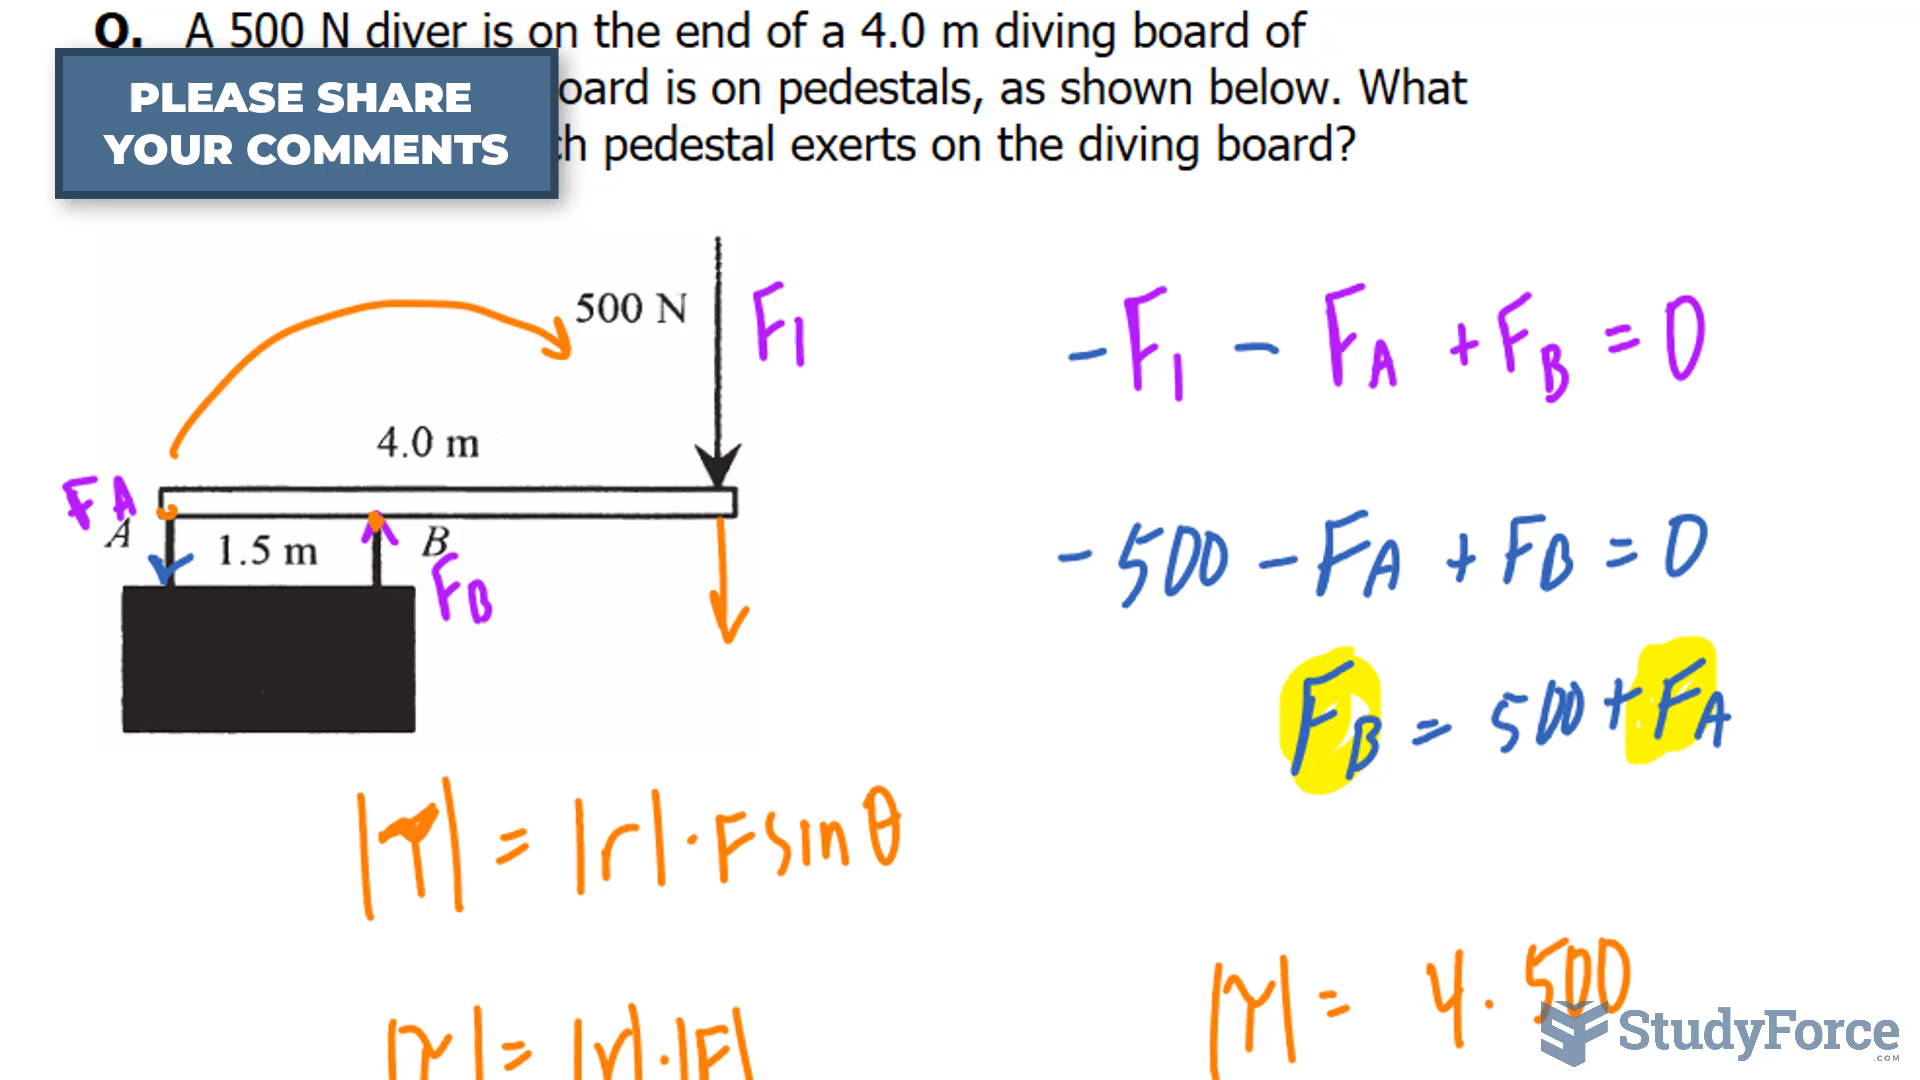 Q. A 500 N diver is on the end of a 4.0 m diving board of
PLEASE SHARE
YOUR COMMENTS
oard is on pedestals, as shown below. What
ch pedestal exerts on the diving board?
500 N
F1
-F1 - FA + FB = 0
4.0 m
FA
A
1.5 m
B
FB
-500 - FA + FB = 0
FB = 500 + FA
|τ| = |r| · F sin θ
|τ| = 4 · 500
|τ| = |r| · |F|
StudyForce
.COM